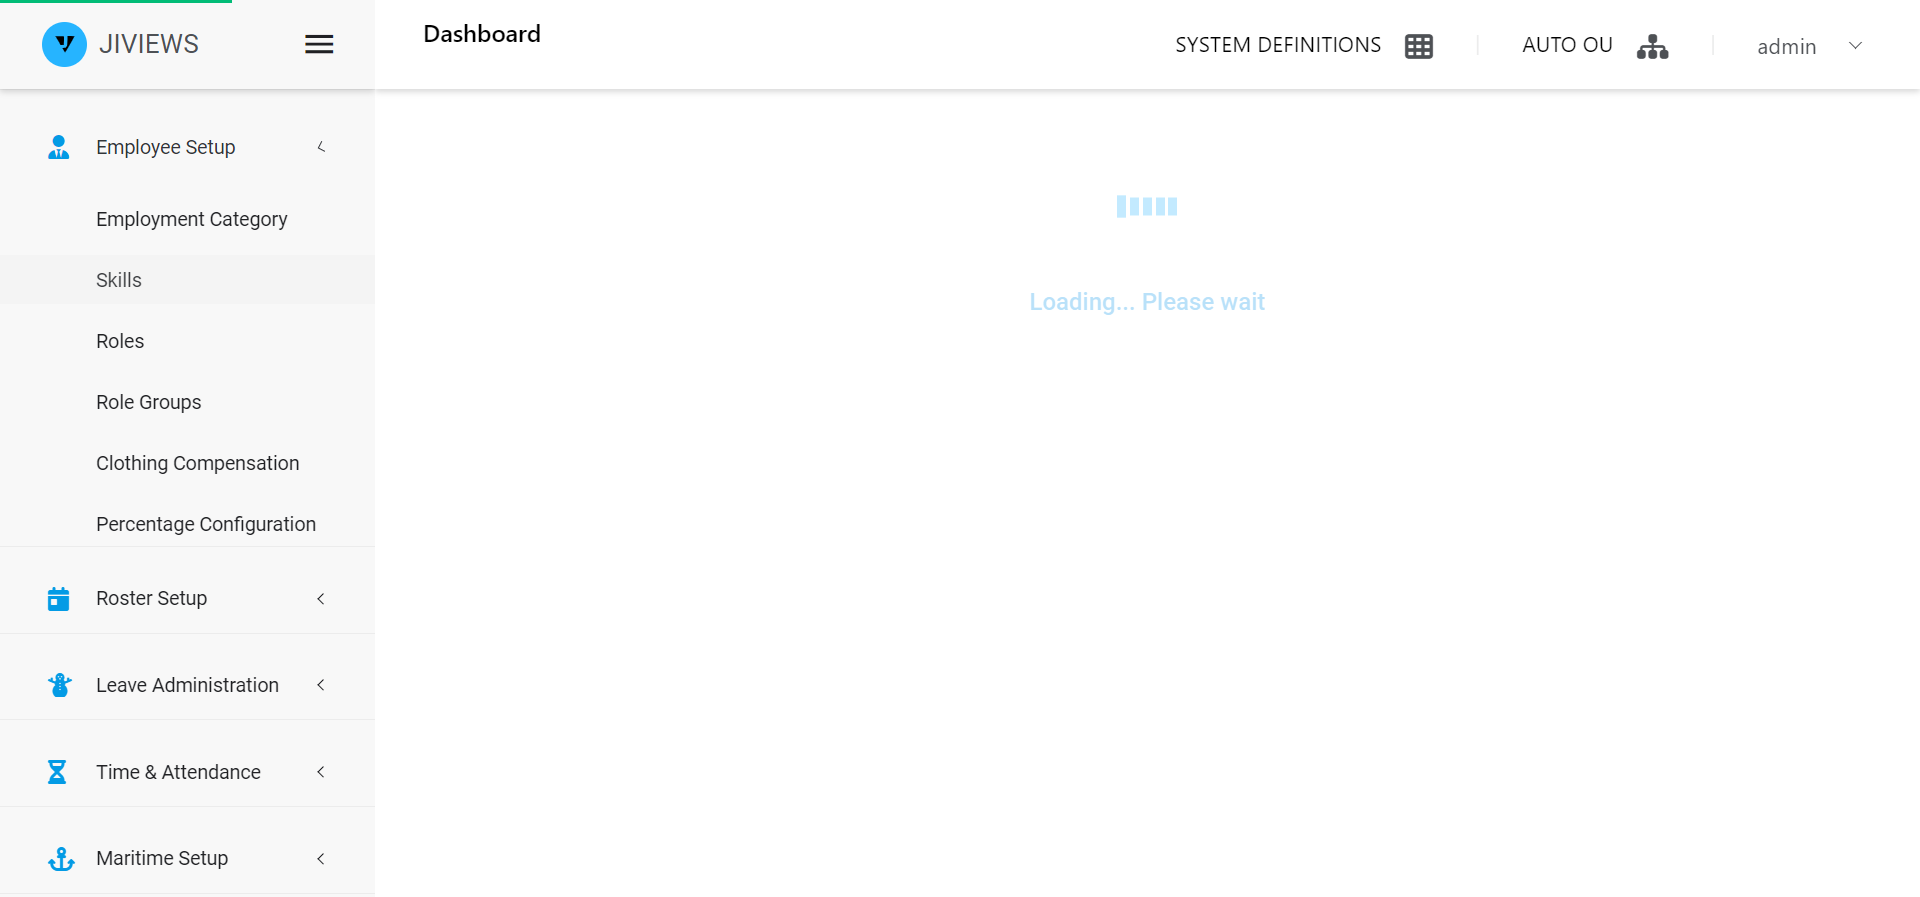 JIVIEWS
Dashboard
SYSTEM DEFINITIONS
AUTO OU
admin
Employee Setup
Employment Category
Skills
Roles
Role Groups
Clothing Compensation
Percentage Configuration
Roster Setup
Leave Administration
Time & Attendance
Maritime Setup
Loading... Please wait